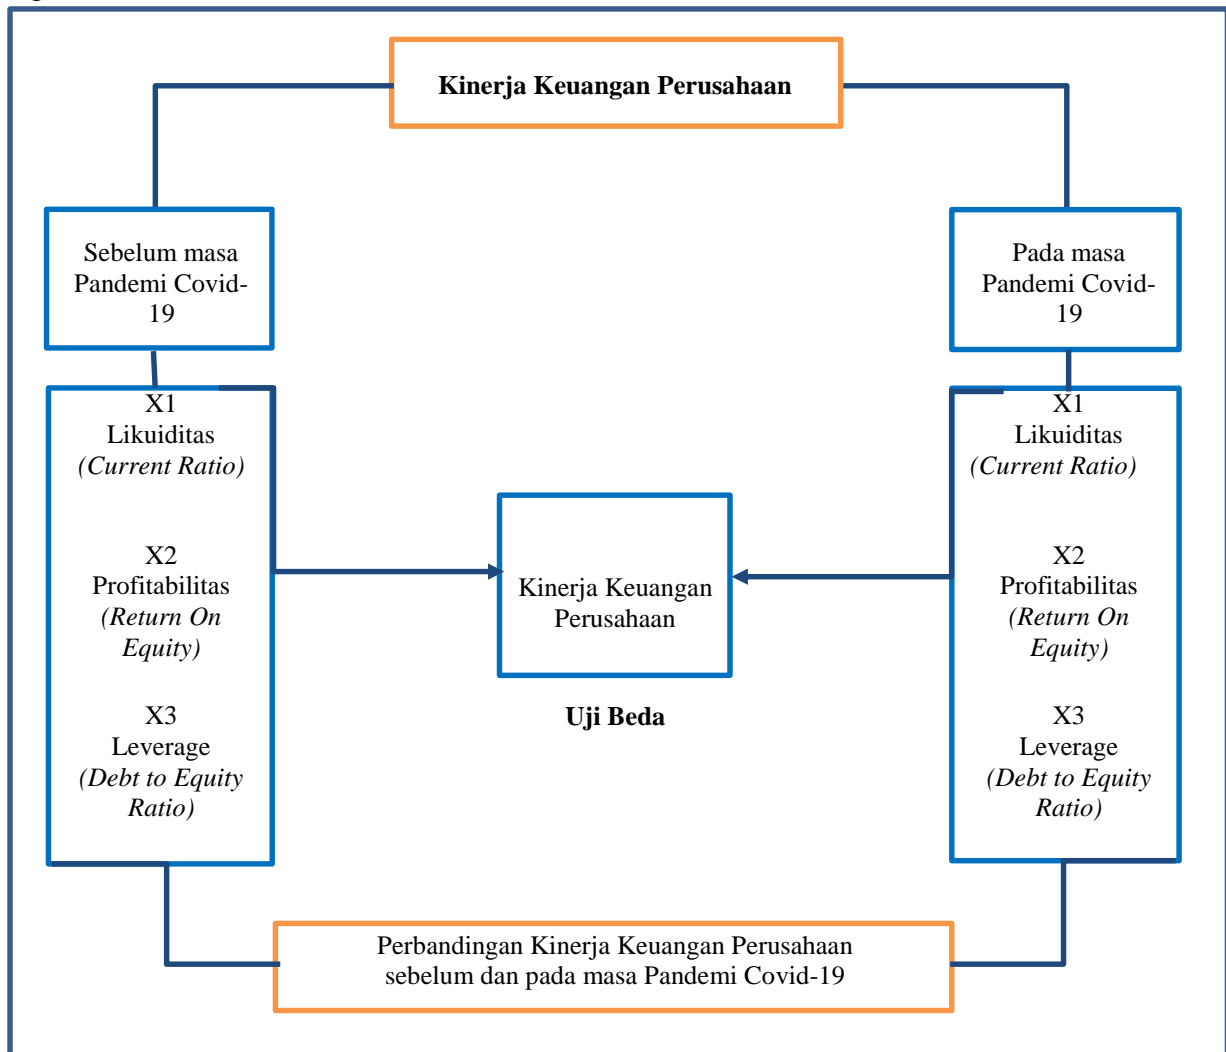 Kinerja Keuangan Perusahaan
Sebelum masa
Pandemi Covid-
19
Pada masa
Pandemi Covid-
19
X1
Likuiditas
(Current Ratio)
X2
Profitabilitas
(Return On
Equity)
X3
Leverage
(Debt to Equity
Ratio)
Kinerja Keuangan
Perusahaan
Uji Beda
X1
Likuiditas
(Current Ratio)
X2
Profitabilitas
(Return On
Equity)
X3
Leverage
(Debt to Equity
Ratio)
Perbandingan Kinerja Keuangan Perusahaan
sebelum dan pada masa Pandemi Covid-19